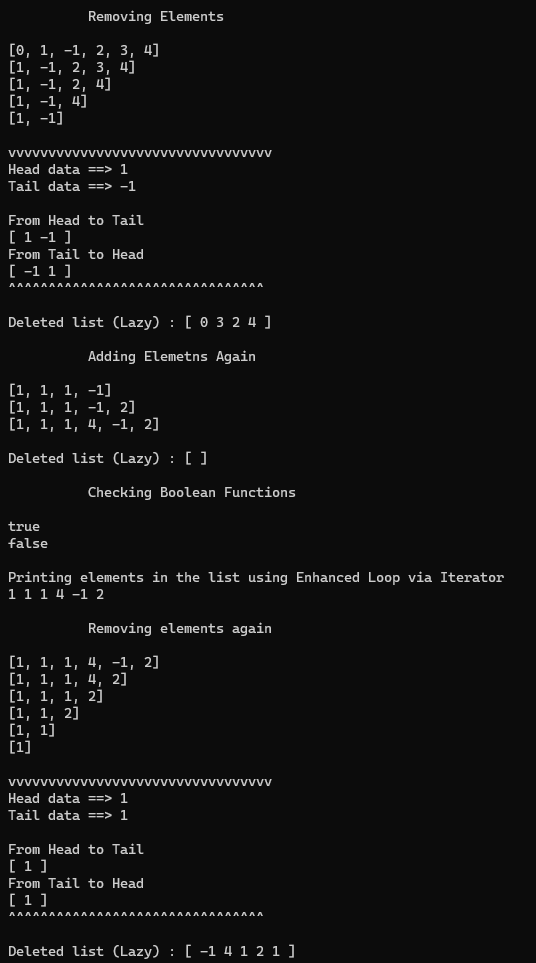 Removing Elements
[0, 1, -1, 2, 3, 4]
[1, -1, 2, 3, 4]
[1, -1, 2, 4]
[1, -1, 4]
[1, -1]
vvvvvvvvvvvvvvvvvvvvvvvvvvvvvvvvv
Head data ==> 1
Tail data ==> -1
From Head to Tail
[ 1 -1 ]
From Tail to Head
[ -1 1 ]
^^^^^^^^^^^^^^^^^^^^^^^^^^^^^^^^
Deleted list (Lazy) : [ 0 3 2 4 ]
Adding Elemetns Again
[1, 1, 1, -1]
[1, 1, 1, -1, 2]
[1, 1, 1, 4, -1, 2]
Deleted list (Lazy) : [ ]
Checking Boolean Functions
true
false
Printing elements in the list using Enhanced Loop via Iterator
1 1 1 4 -1 2
Removing elements again
[1, 1, 1, 4, -1, 2]
[1, 1, 1, 4, 2]
[1, 1, 1, 2]
[1, 1, 2]
[1, 1]
[1]
vvvvvvvvvvvvvvvvvvvvvvvvvvvvvvvvv
Head data ==> 1
Tail data ==> 1
From Head to Tail
[ 1 ]
From Tail to Head
[ 1 ]
^^^^^^^^^^^^^^^^^^^^^^^^^^^^^^^^
Deleted list (Lazy) : [ -1 4 1 2 1 ]